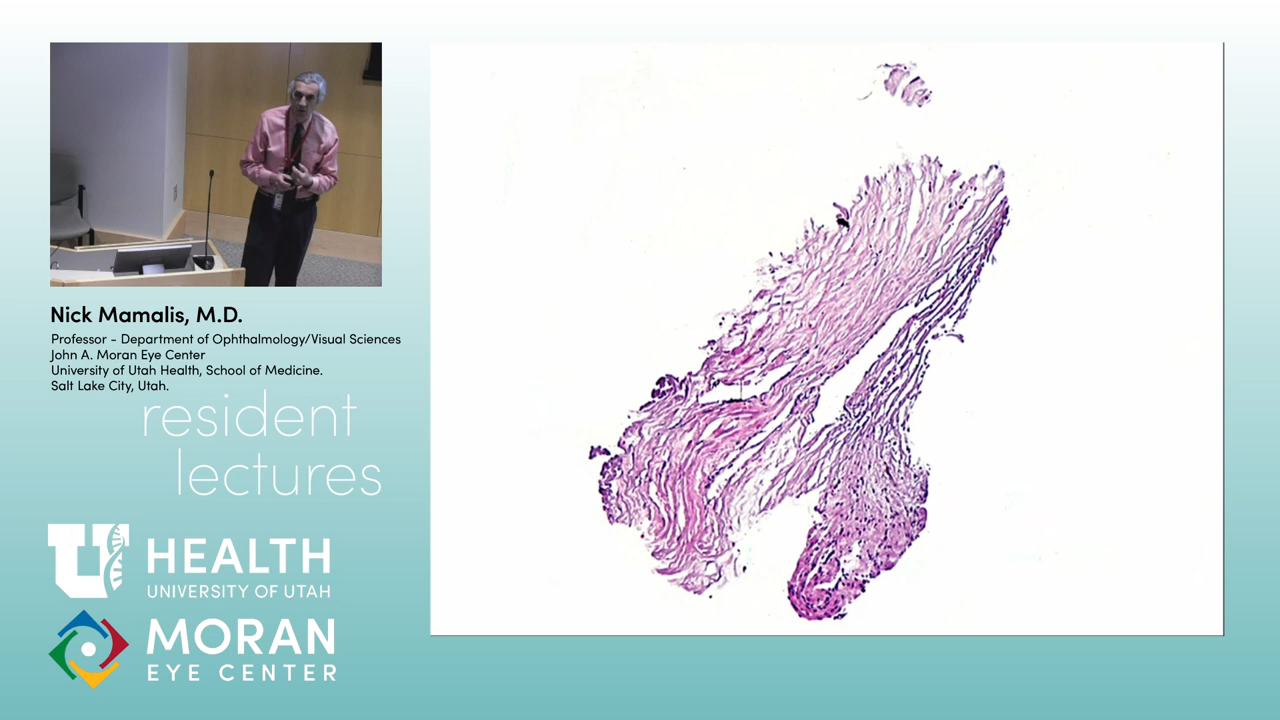 Nick Mamalis, M.D.
Professor - Department of Ophthalmology/Visual Sciences
John A. Moran Eye Center
University of Utah Health, School of Medicine.
Salt Lake City, Utah.
resident
lectures
U HEALTH
UNIVERSITY OF UTAH
MORAN
EYE CENTER